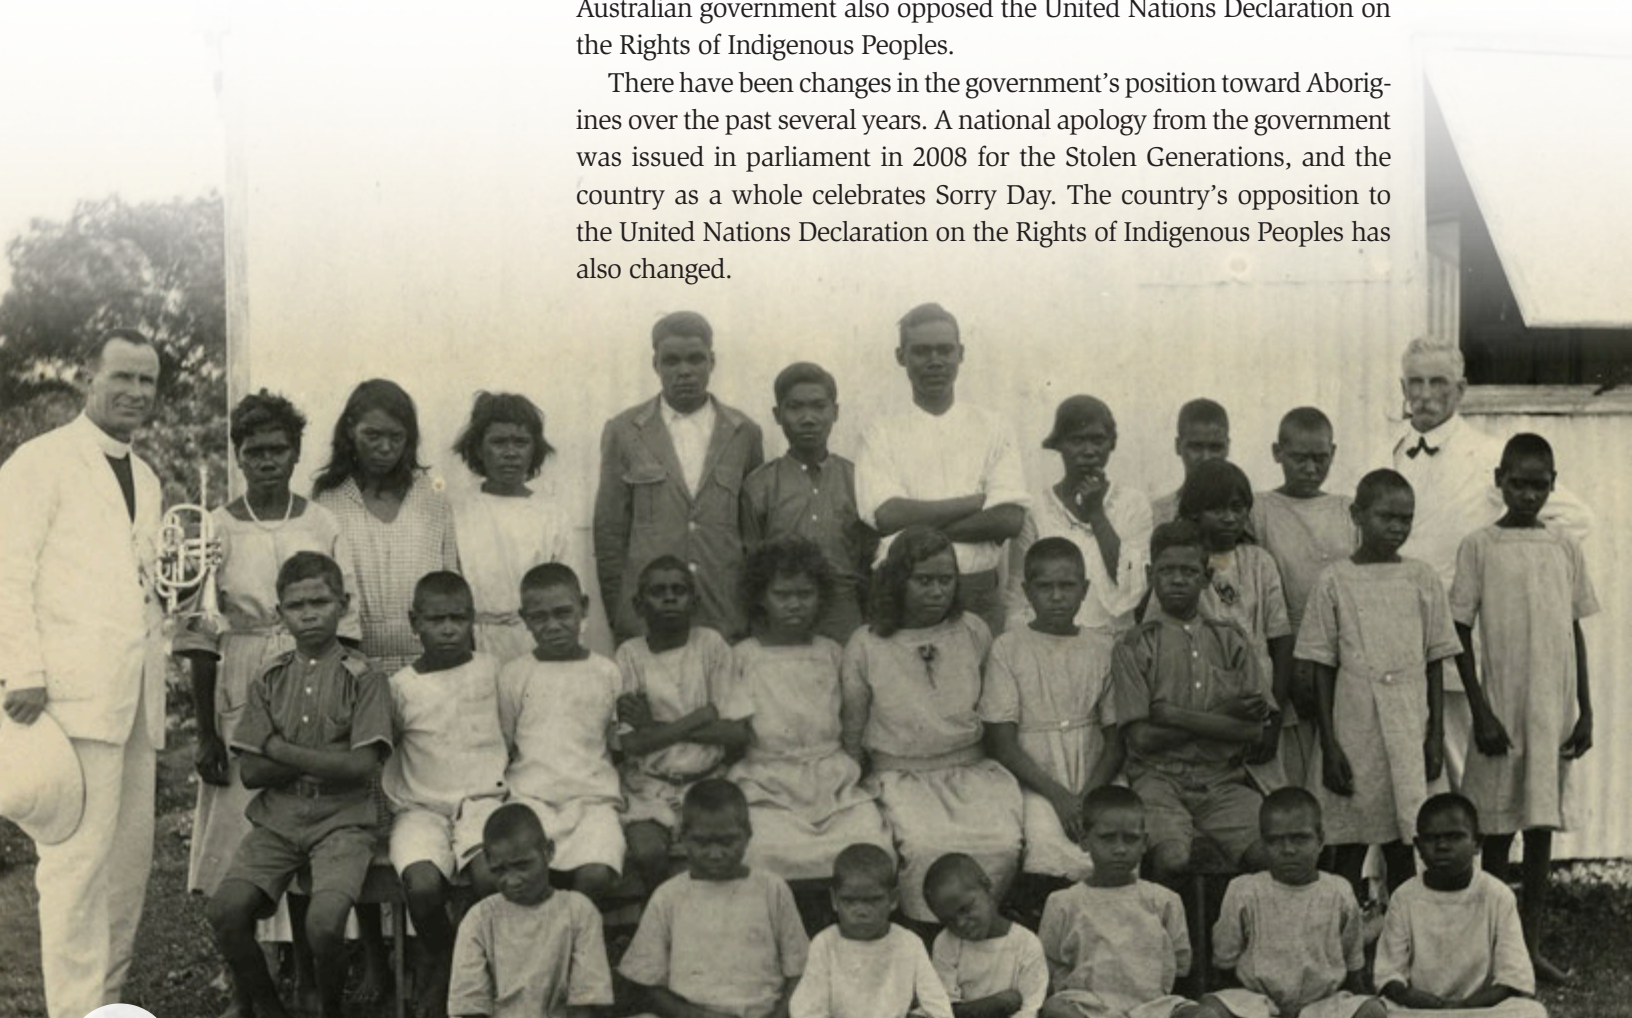 Australian government also opposed the United Nations Declaration on
the Rights of Indigenous Peoples.
There have been changes in the government’s position toward Aborig-
ines over the past several years. A national apology from the government
was issued in parliament in 2008 for the Stolen Generations, and the
country as a whole celebrates Sorry Day. The country’s opposition to
the United Nations Declaration on the Rights of Indigenous Peoples has
also changed.